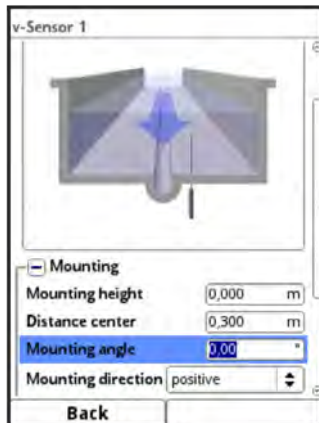 v-Sensor 1
Mounting
Mounting height 0,000 m
Distance center 0,300 m
Mounting angle 0,00 °
Mounting direction positive
Back